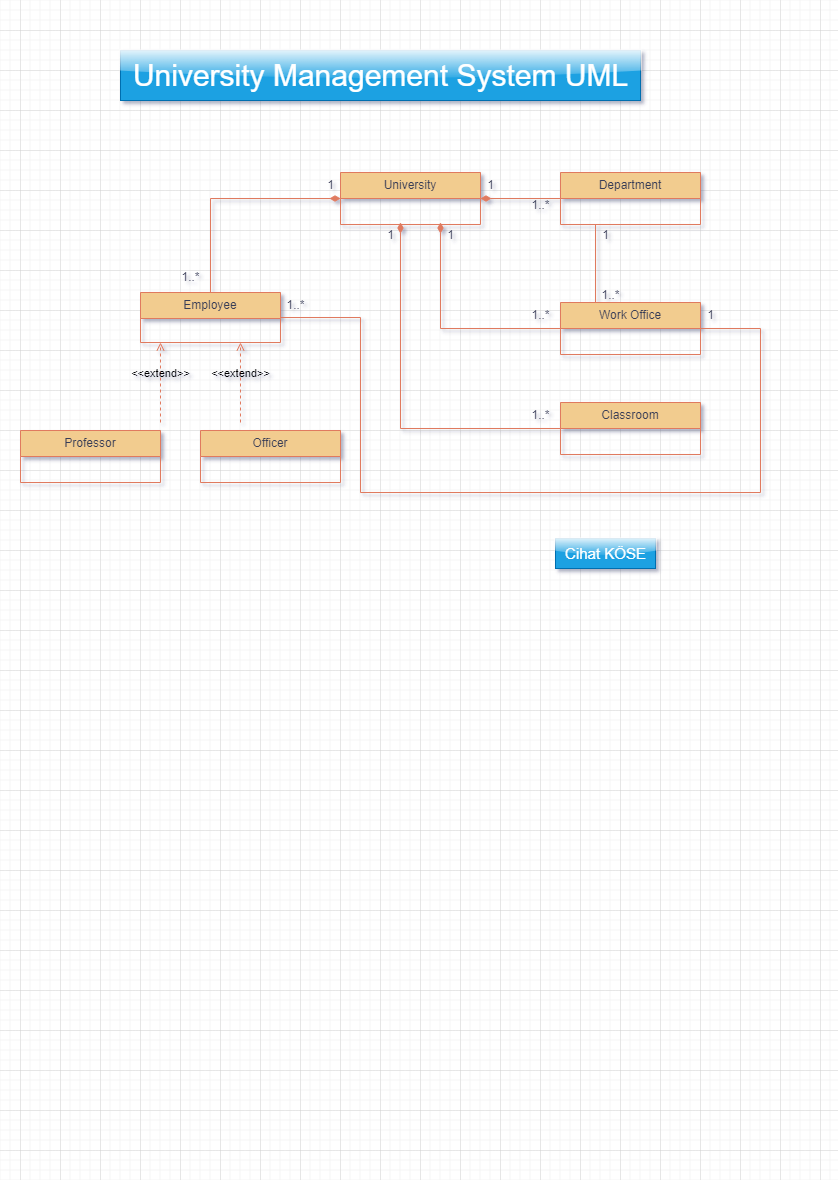 University Management System UML
1
University
1
Department
1..*
1
1
1
1..*
1..*
Employee
1..*
1..*
Work Office
1
<<extend>>
<<extend>>
1..*
Classroom
Professor
Officer
Cihat KÖSE